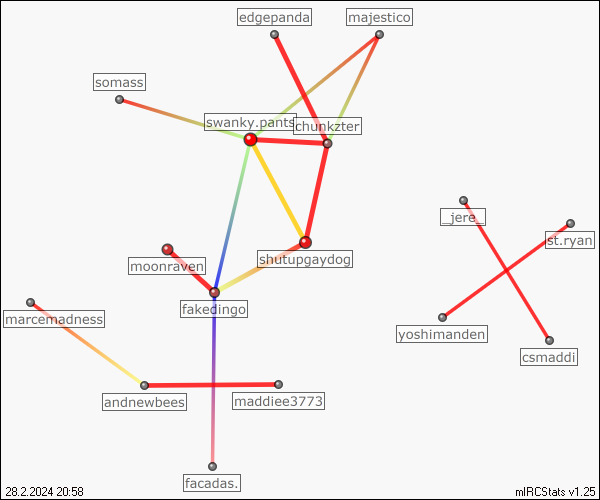 edgepanda
majestico
somass
swanky.pants
chunkzter
_jere_
st.ryan
shutupgaydog
moonraven
fakedingo
marcemadness
yoshimanden
csmaddi
andnewbees
maddiee3773
facadas.
28.2.2024 20:58
mIRCStats v1.25